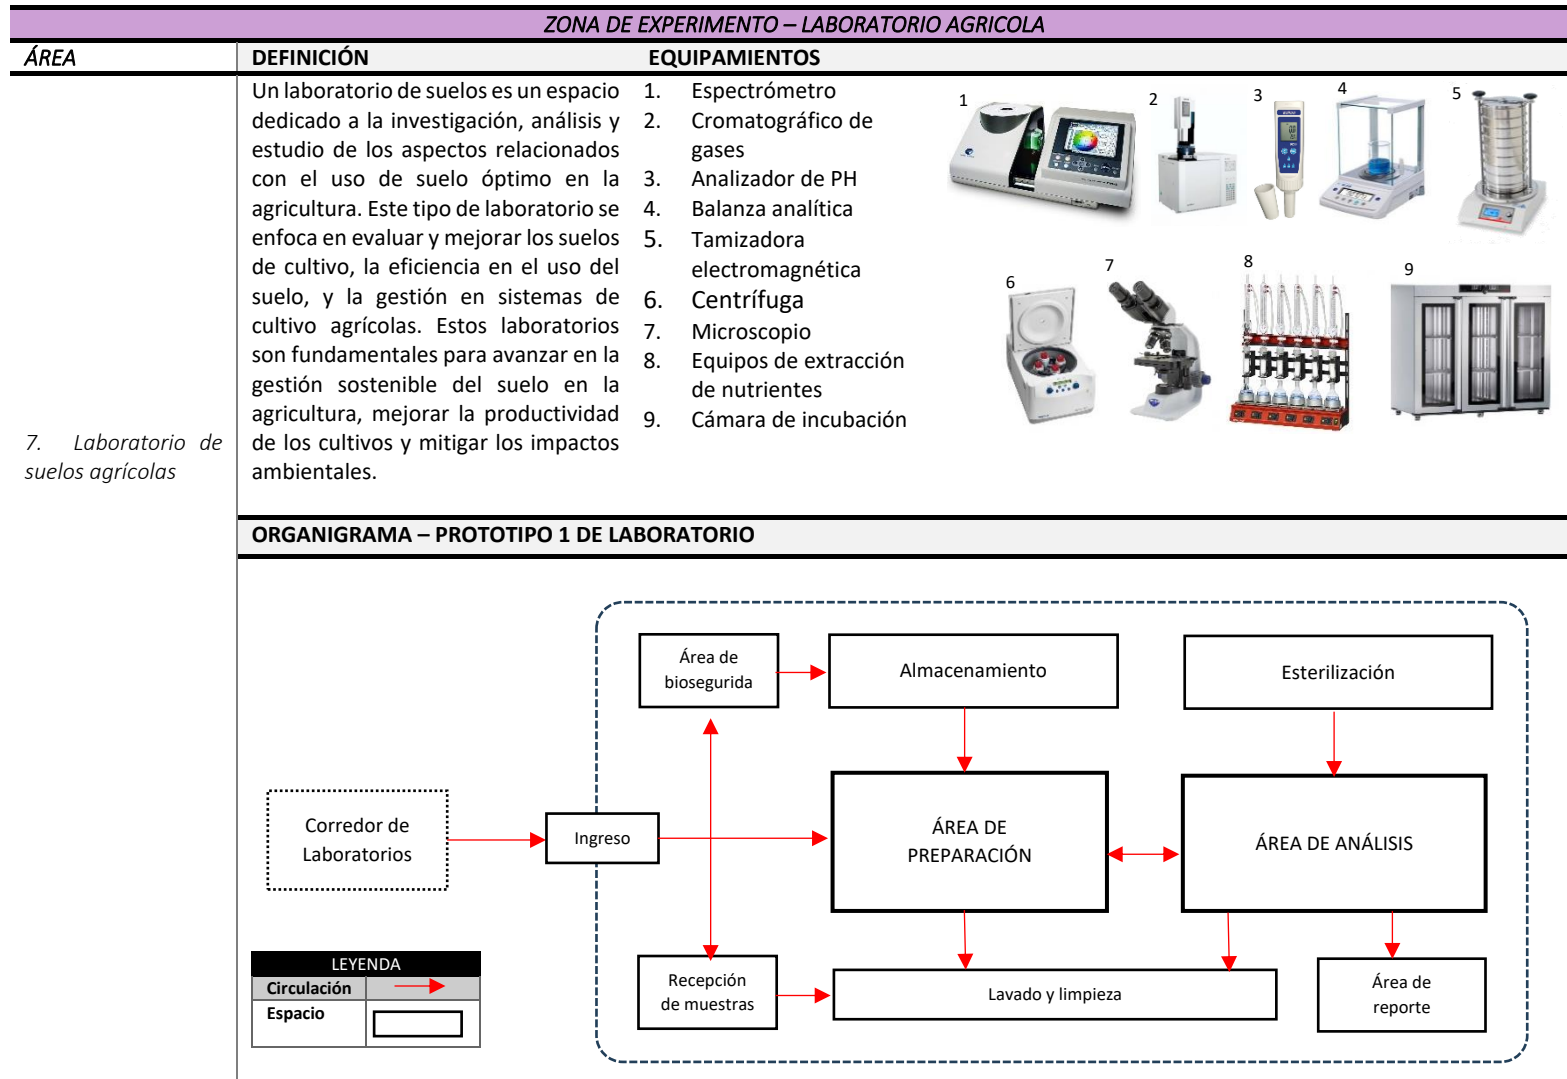 ZONA DE EXPERIMENTO – LABORATORIO AGRICOLA
ÁREA
DEFINICIÓN
EQUIPAMIENTOS
7. Laboratorio de
suelos agrícolas
Un laboratorio de suelos es un espacio
dedicado a la investigación, análisis y
estudio de los aspectos relacionados
con el uso de suelo óptimo en la
agricultura. Este tipo de laboratorio se
enfoca en evaluar y mejorar los suelos
de cultivo, la eficiencia en el uso del
suelo, y la gestión en sistemas de
cultivo agrícolas. Estos laboratorios
son fundamentales para avanzar en la
gestión sostenible del suelo en la
agricultura, mejorar la productividad
de los cultivos y mitigar los impactos
ambientales.
1. Espectrómetro
2. Cromatográfico de
gases
3. Analizador de PH
4. Balanza analítica
5. Tamizadora
electromagnética
6. Centrífuga
7. Microscopio
8. Equipos de extracción
de nutrientes
9. Cámara de incubación
1
2
3
4
5
6
7
8
9
ORGANIGRAMA – PROTOTIPO 1 DE LABORATORIO
Área de
biosegurida
Almacenamiento
Esterilización
Corredor de
Laboratorios
Ingreso
ÁREA DE
PREPARACIÓN
ÁREA DE ANÁLISIS
Recepción
de muestras
Lavado y limpieza
Área de
reporte
LEYENDA
Circulación
Espacio